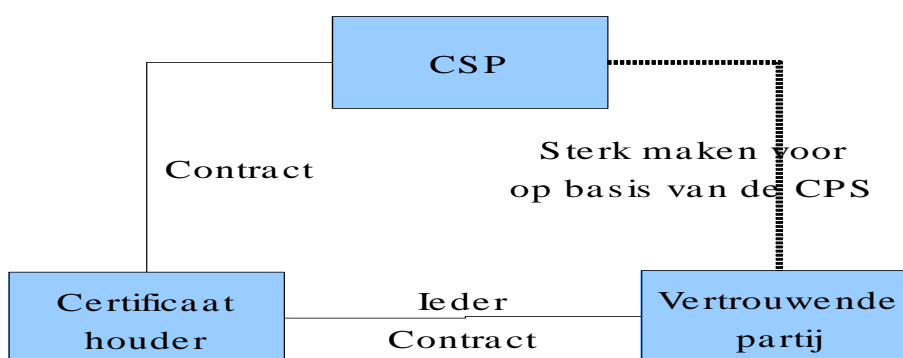 CSP
Contract
Sterk maken voor
op basis van de CPS
Certificaat
houder
Ieder
Contract
Vertrouwende
partij